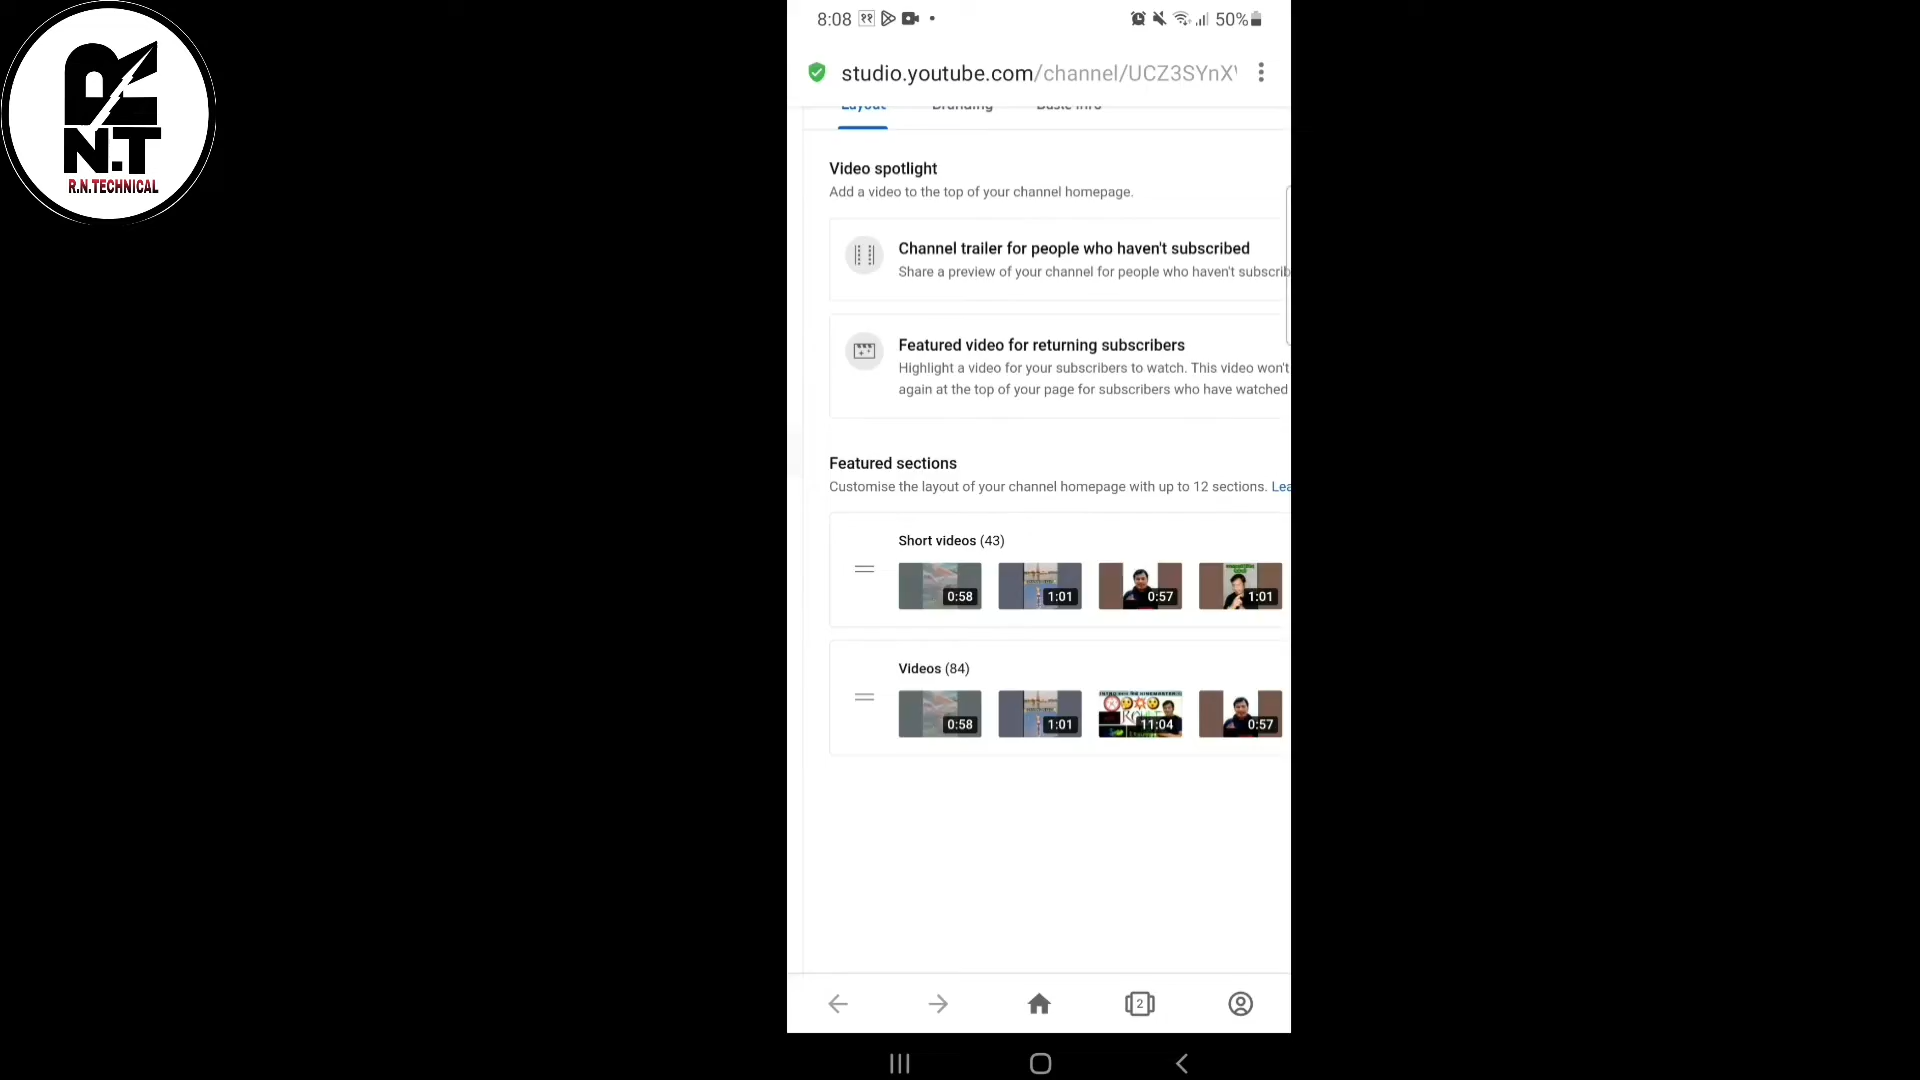 N.T
R.N.TECHNICAL
8:08
50%
studio.youtube.com/channel/UCZ3SYnX
Layout Branding Basic info
Video spotlight
Add a video to the top of your channel homepage.
Channel trailer for people who haven't subscribed
Share a preview of your channel for people who haven't subscrib
Featured video for returning subscribers
Highlight a video for your subscribers to watch. This video won't
again at the top of your page for subscribers who have watched
Featured sections
Customise the layout of your channel homepage with up to 12 sections. Lea
Short videos (43)
0:58 1:01 0:57 1:01
Videos (84)
0:58 1:01 11:04 0:57
2